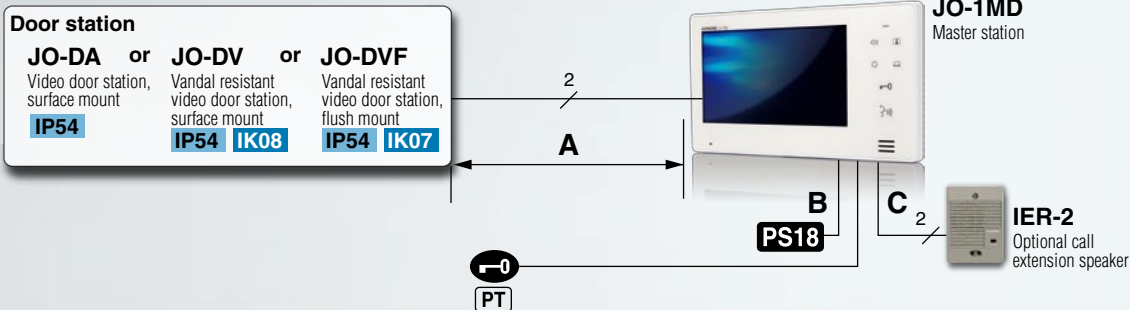 Door station
JO-DA or JO-DV or JO-DVF
Video door station,
surface mount
IP54
Vandal resistant
video door station,
surface mount
IP54 IK08
Vandal resistant
video door station,
flush mount
IP54 IK07
2
A
JO-1MD
Master station
B
PS18
C
2
IER-2
Optional call
extension speaker
PT